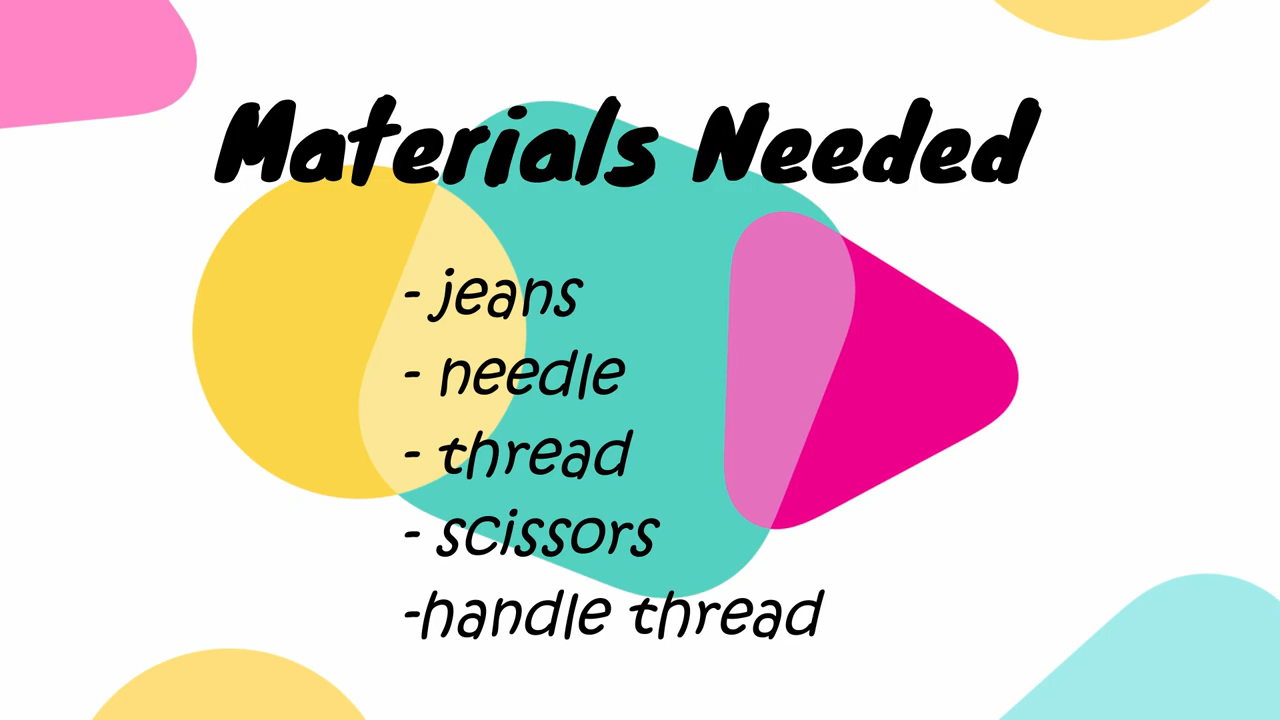 Materials Needed
- jeans
- needle
- thread
- scissors
-handle thread